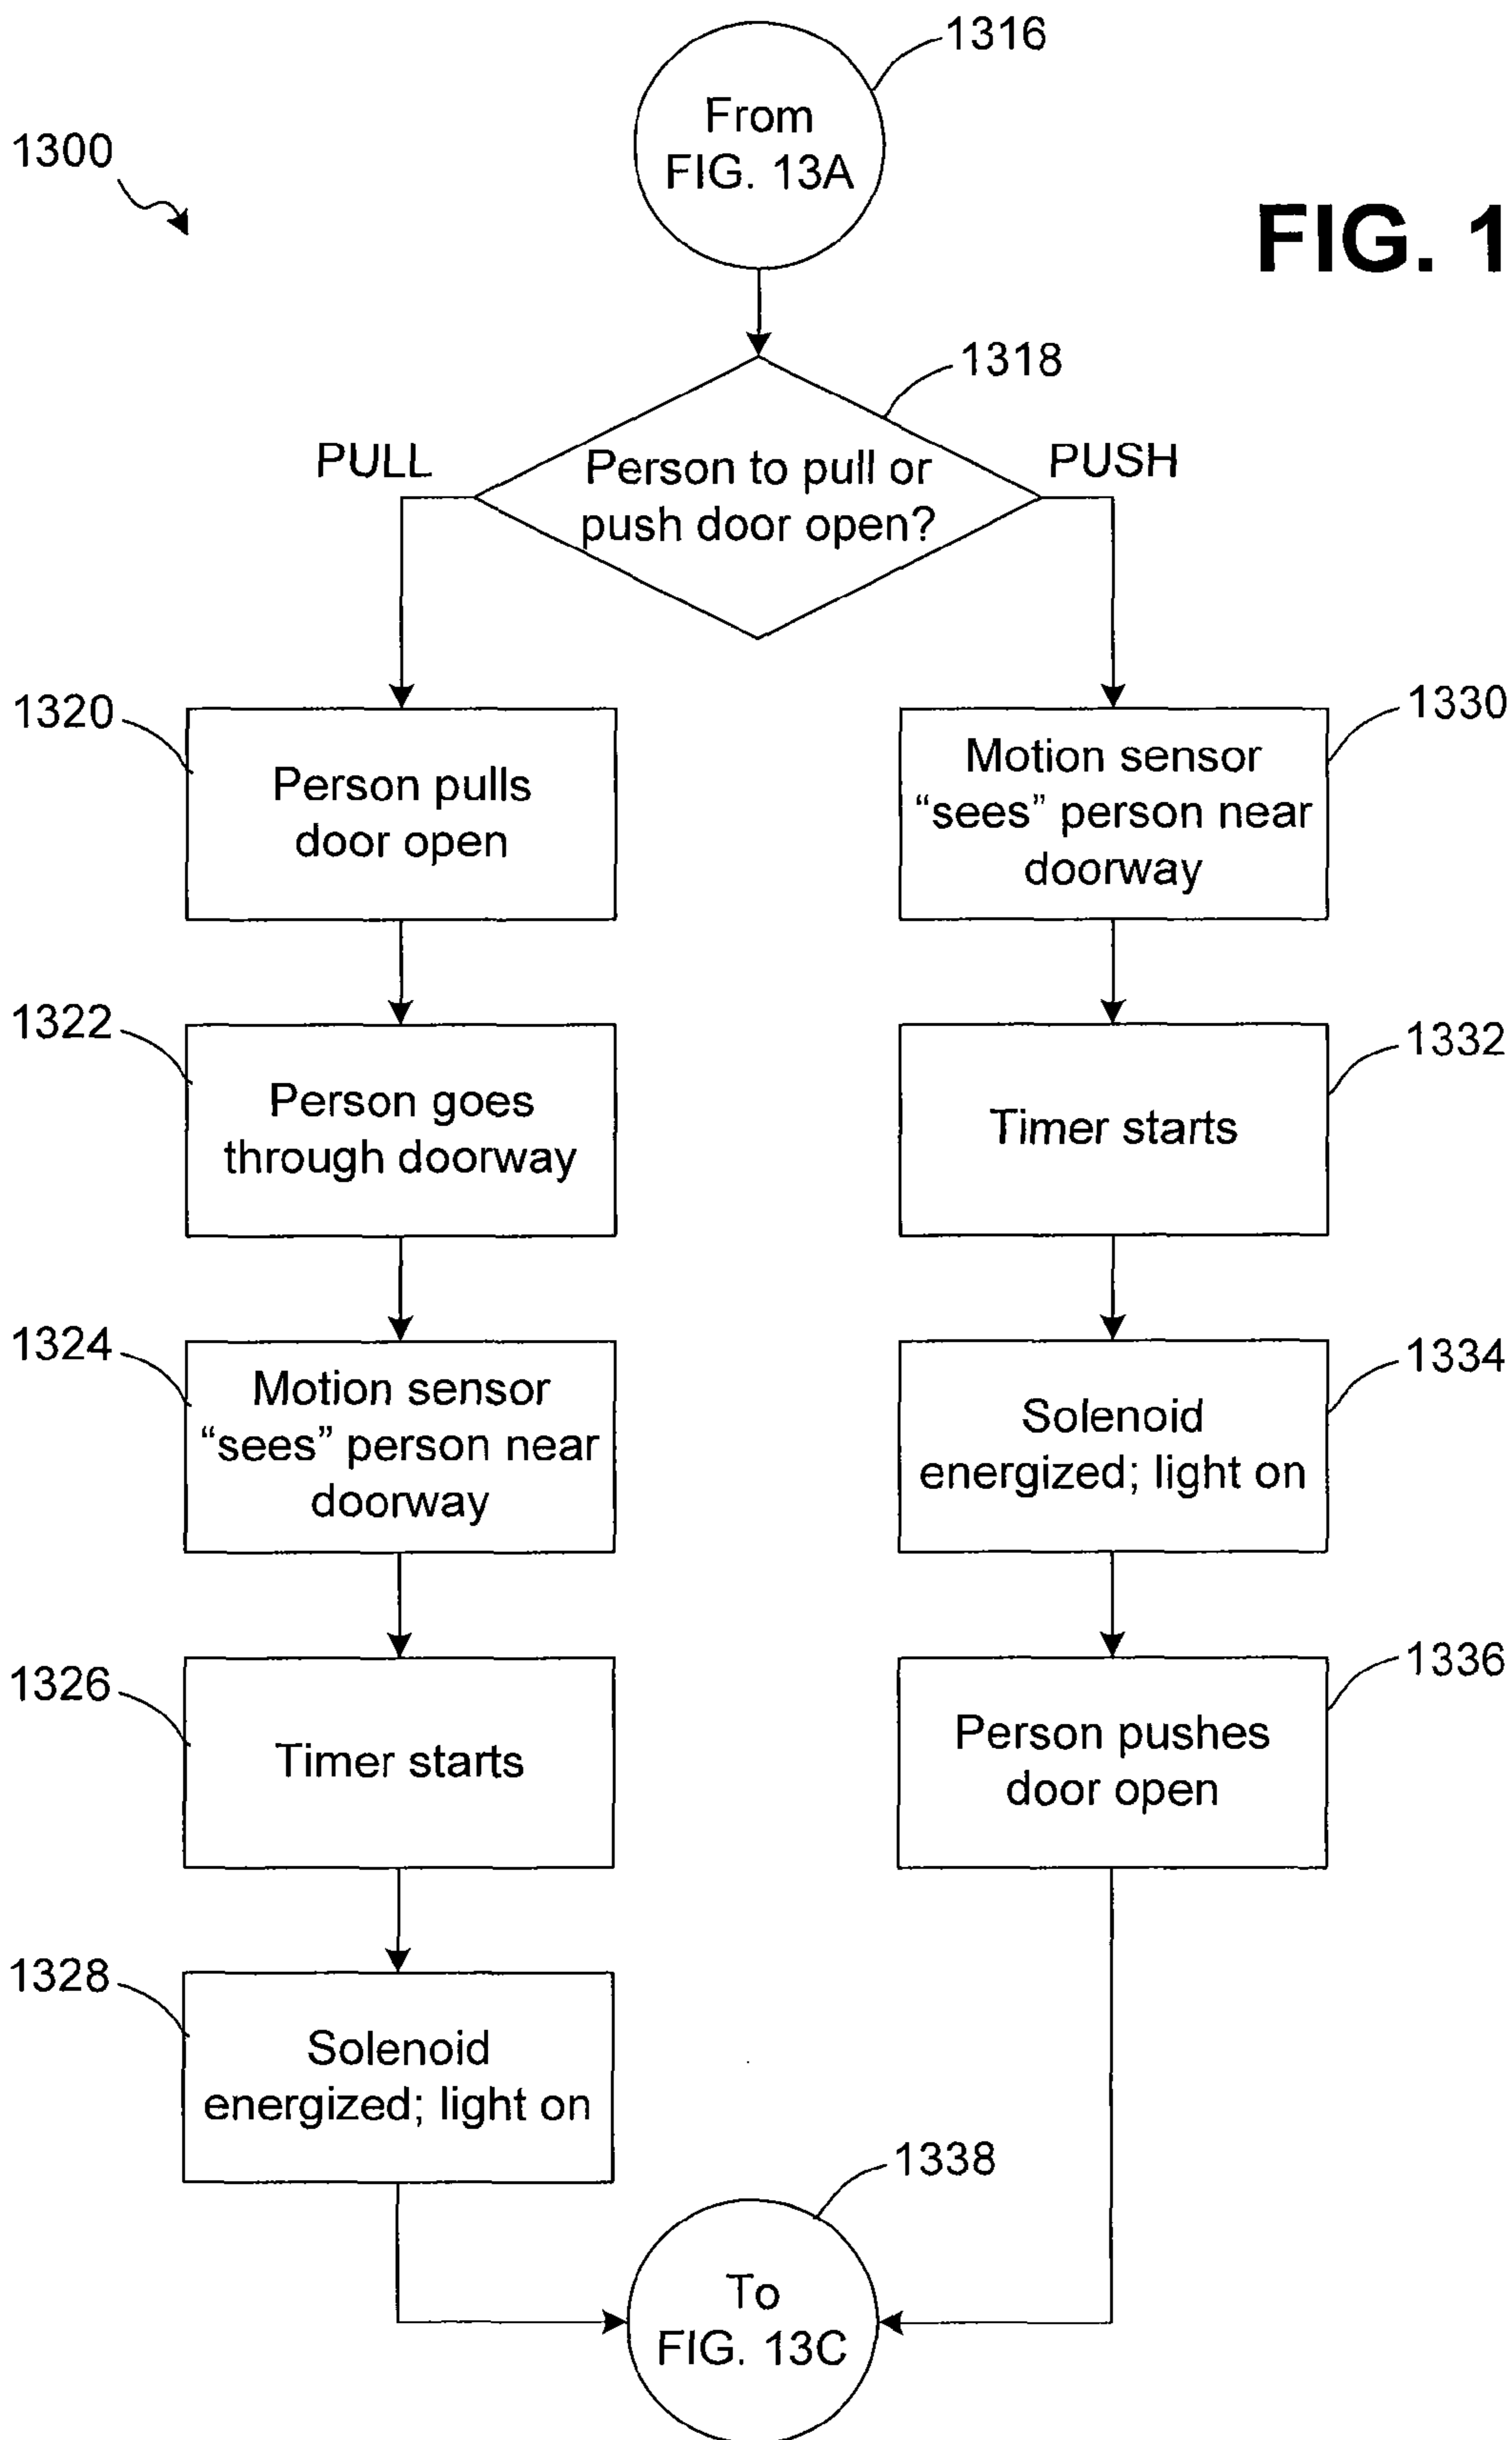 1316
From
FIG. 13A
1300
FIG. 1
1318
PULL
Person to pull or
push door open?
PUSH
1320
Person pulls
door open
1330
Motion sensor
“sees” person near
doorway
1322
Person goes
through doorway
1332
Timer starts
1324
Motion sensor
“sees” person near
doorway
1334
Solenoid
energized; light on
1326
Timer starts
1336
Person pushes
door open
1328
Solenoid
energized; light on
1338
To
FIG. 13C